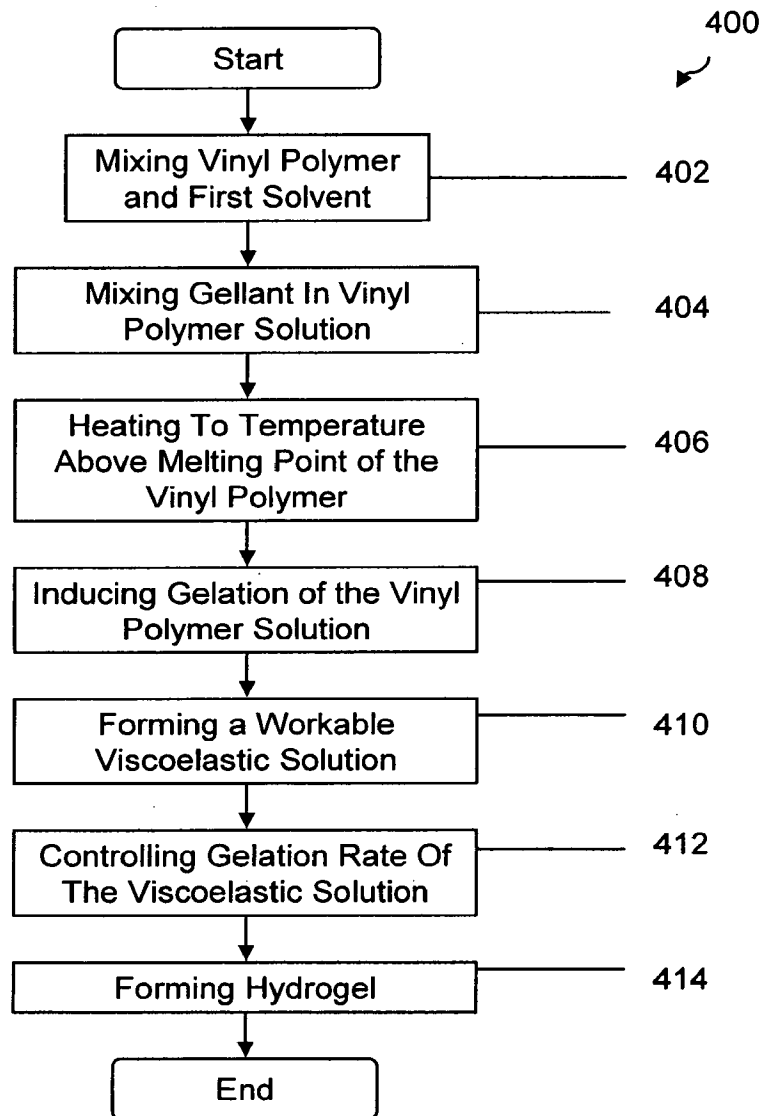 400
Start
Mixing Vinyl Polymer
and First Solvent
402
Mixing Gellant In Vinyl
Polymer Solution
404
Heating To Temperature
Above Melting Point of the
Vinyl Polymer
406
Inducing Gelation of the Vinyl
Polymer Solution
408
Forming a Workable
Viscoelastic Solution
410
Controlling Gelation Rate Of
The Viscoelastic Solution
412
Forming Hydrogel
414
End